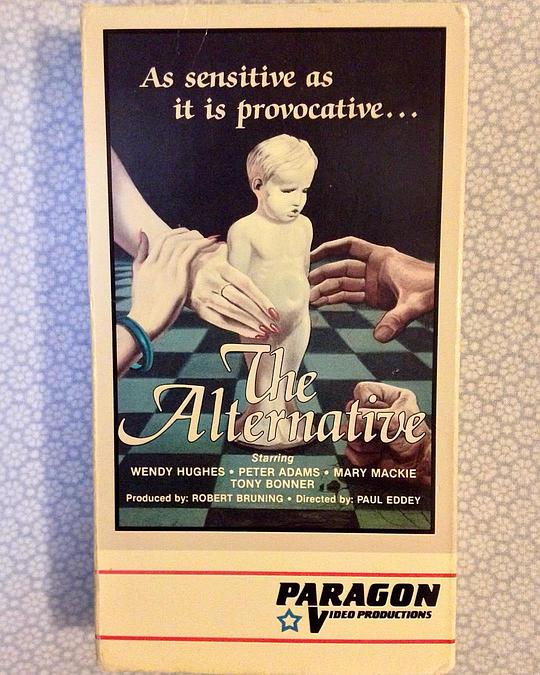 As sensitive as
it is provocative...
The
Alternative
Starring
WENDY HUGHES • PETER ADAMS • MARY MACKIE
TONY BONNER
Produced by: ROBERT BRUNING • Directed by: PAUL EDDEY
PARAGON
VIDEO PRODUCTIONS